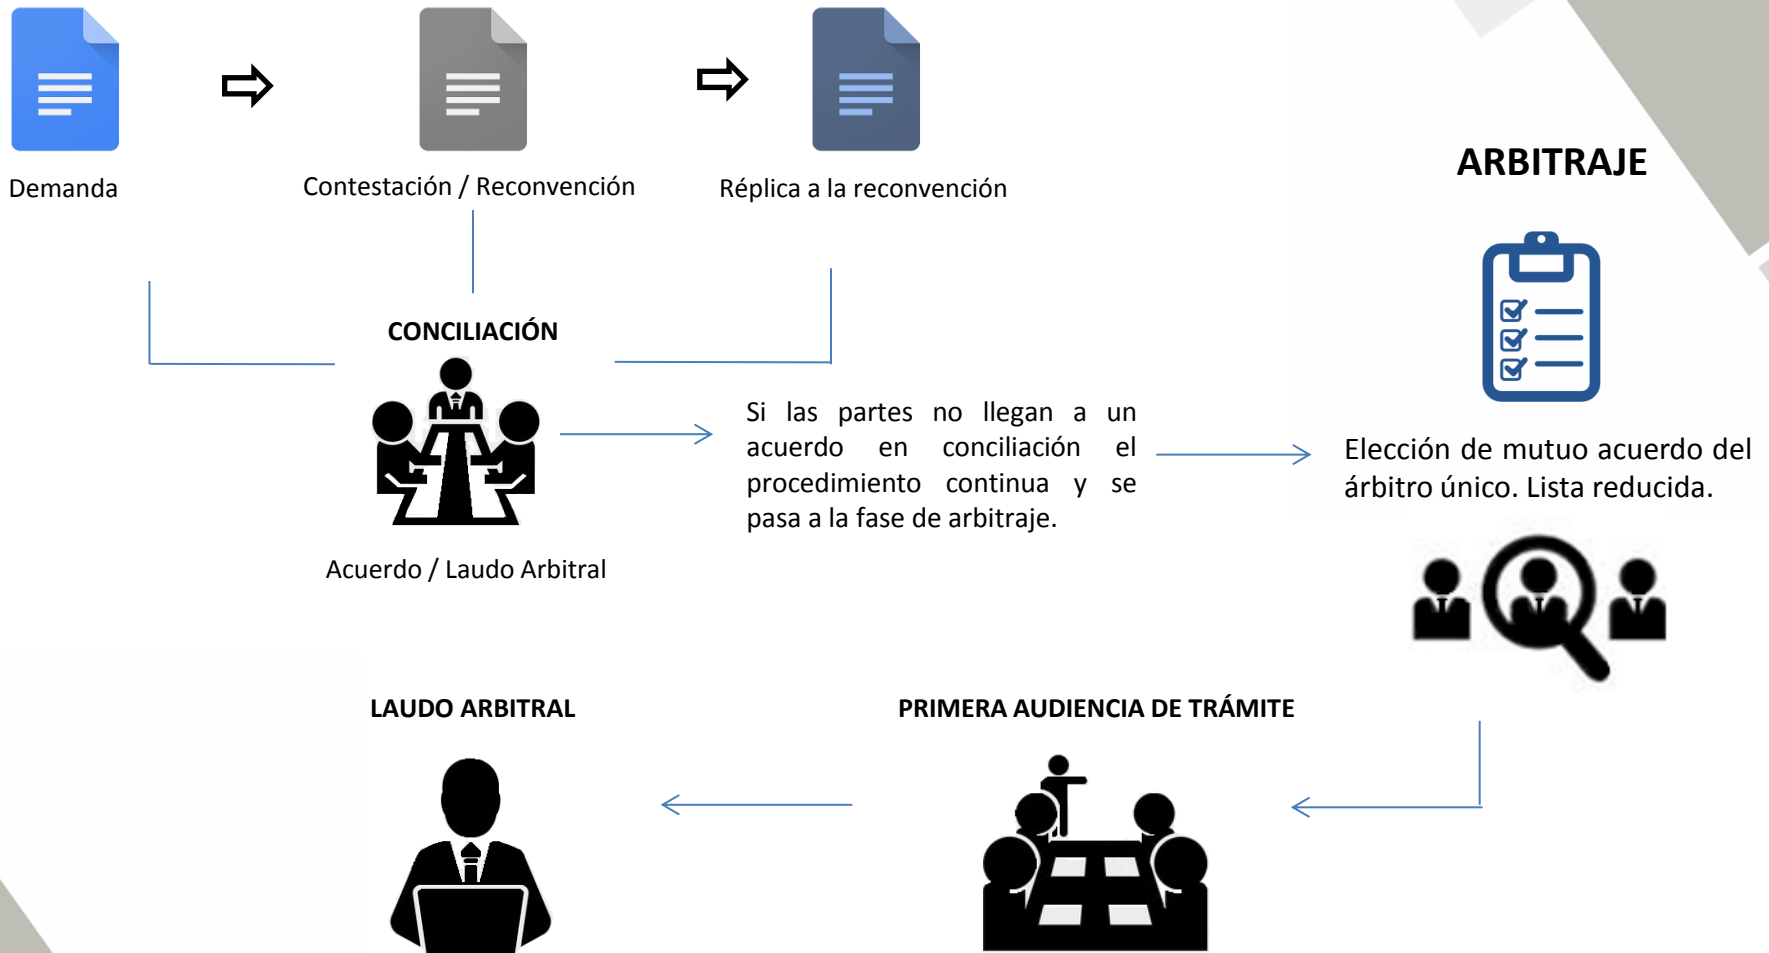 Demanda
Contestación / Reconvención
Réplica a la reconvención
ARBITRAJE
CONCILIACIÓN
Acuerdo / Laudo Arbitral
Si las partes no llegan a un
acuerdo en conciliación el
procedimiento continua y se
pasa a la fase de arbitraje.
Elección de mutuo acuerdo del
árbitro único. Lista reducida.
PRIMERA AUDIENCIA DE TRÁMITE
LAUDO ARBITRAL